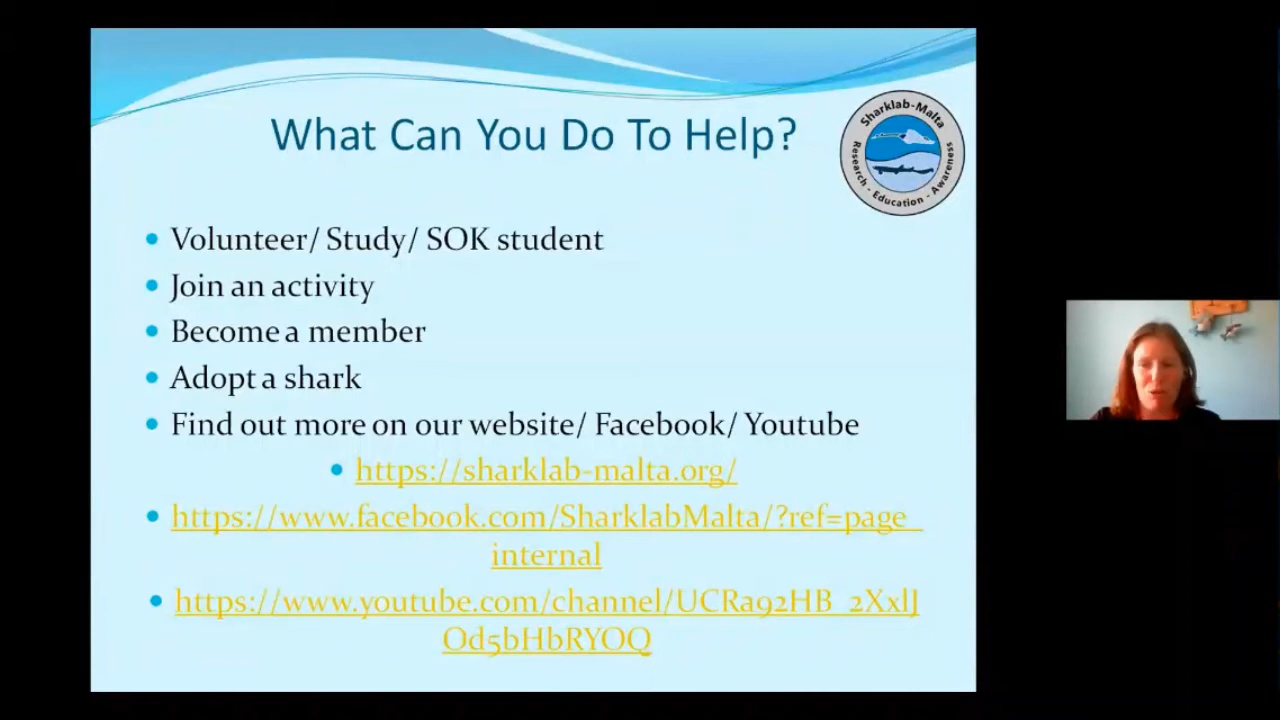 What Can You Do To Help?
Sharklab-Malta
Research - Education - Awareness
• Volunteer/ Study/ SOK student
• Join an activity
• Become a member
• Adopt a shark
• Find out more on our website/ Facebook/ Youtube
• https://sharklab-malta.org/
• https://www.facebook.com/SharklabMalta/?ref=page_
internal
• https://www.youtube.com/channel/UCRa92HB_2XxlJ
Od5bHbRYOQ